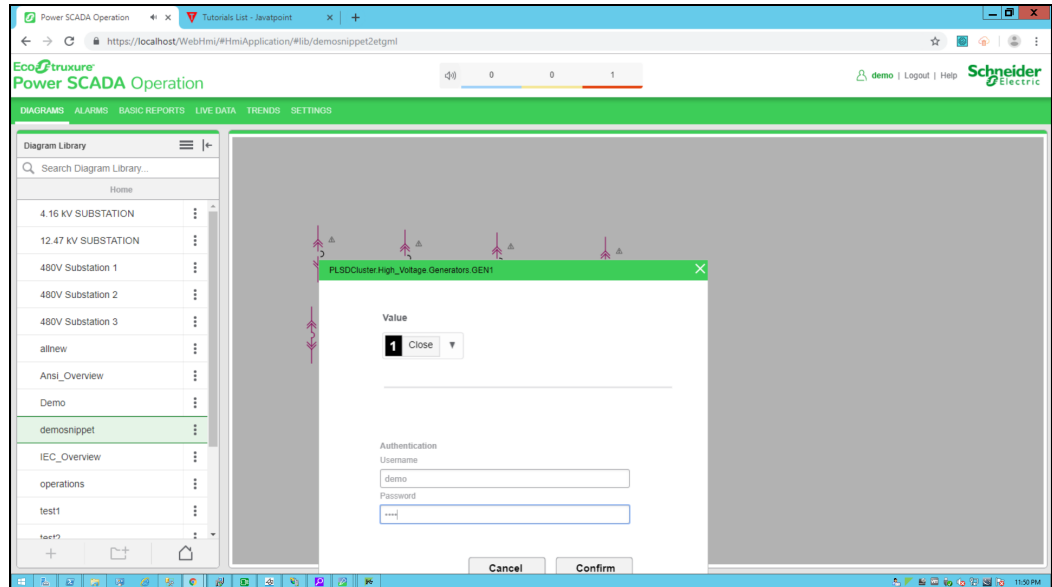 Power SCADA Operation
Tutorials List - Javatpoint
https://localhost/WebHmi/#HmiApplication/#lib/demosnippet2etgml
EcoStruxure
Power SCADA Operation
0 0 1
demo | Logout | Help
Schneider
Electric
DIAGRAMS ALARMS BASIC REPORTS LIVE DATA TRENDS SETTINGS
Diagram Library
Search Diagram Library...
Home
4.16 kV SUBSTATION
12.47 kV SUBSTATION
480V Substation 1
480V Substation 2
480V Substation 3
allnew
Ansi_Overview
Demo
demosnippet
IEC_Overview
operations
test1
test2
PLSDCluster.High_Voltage.Generators.GEN1
Value
1 Close
Authentication
Username
demo
Password
Cancel Confirm
11:50 PM